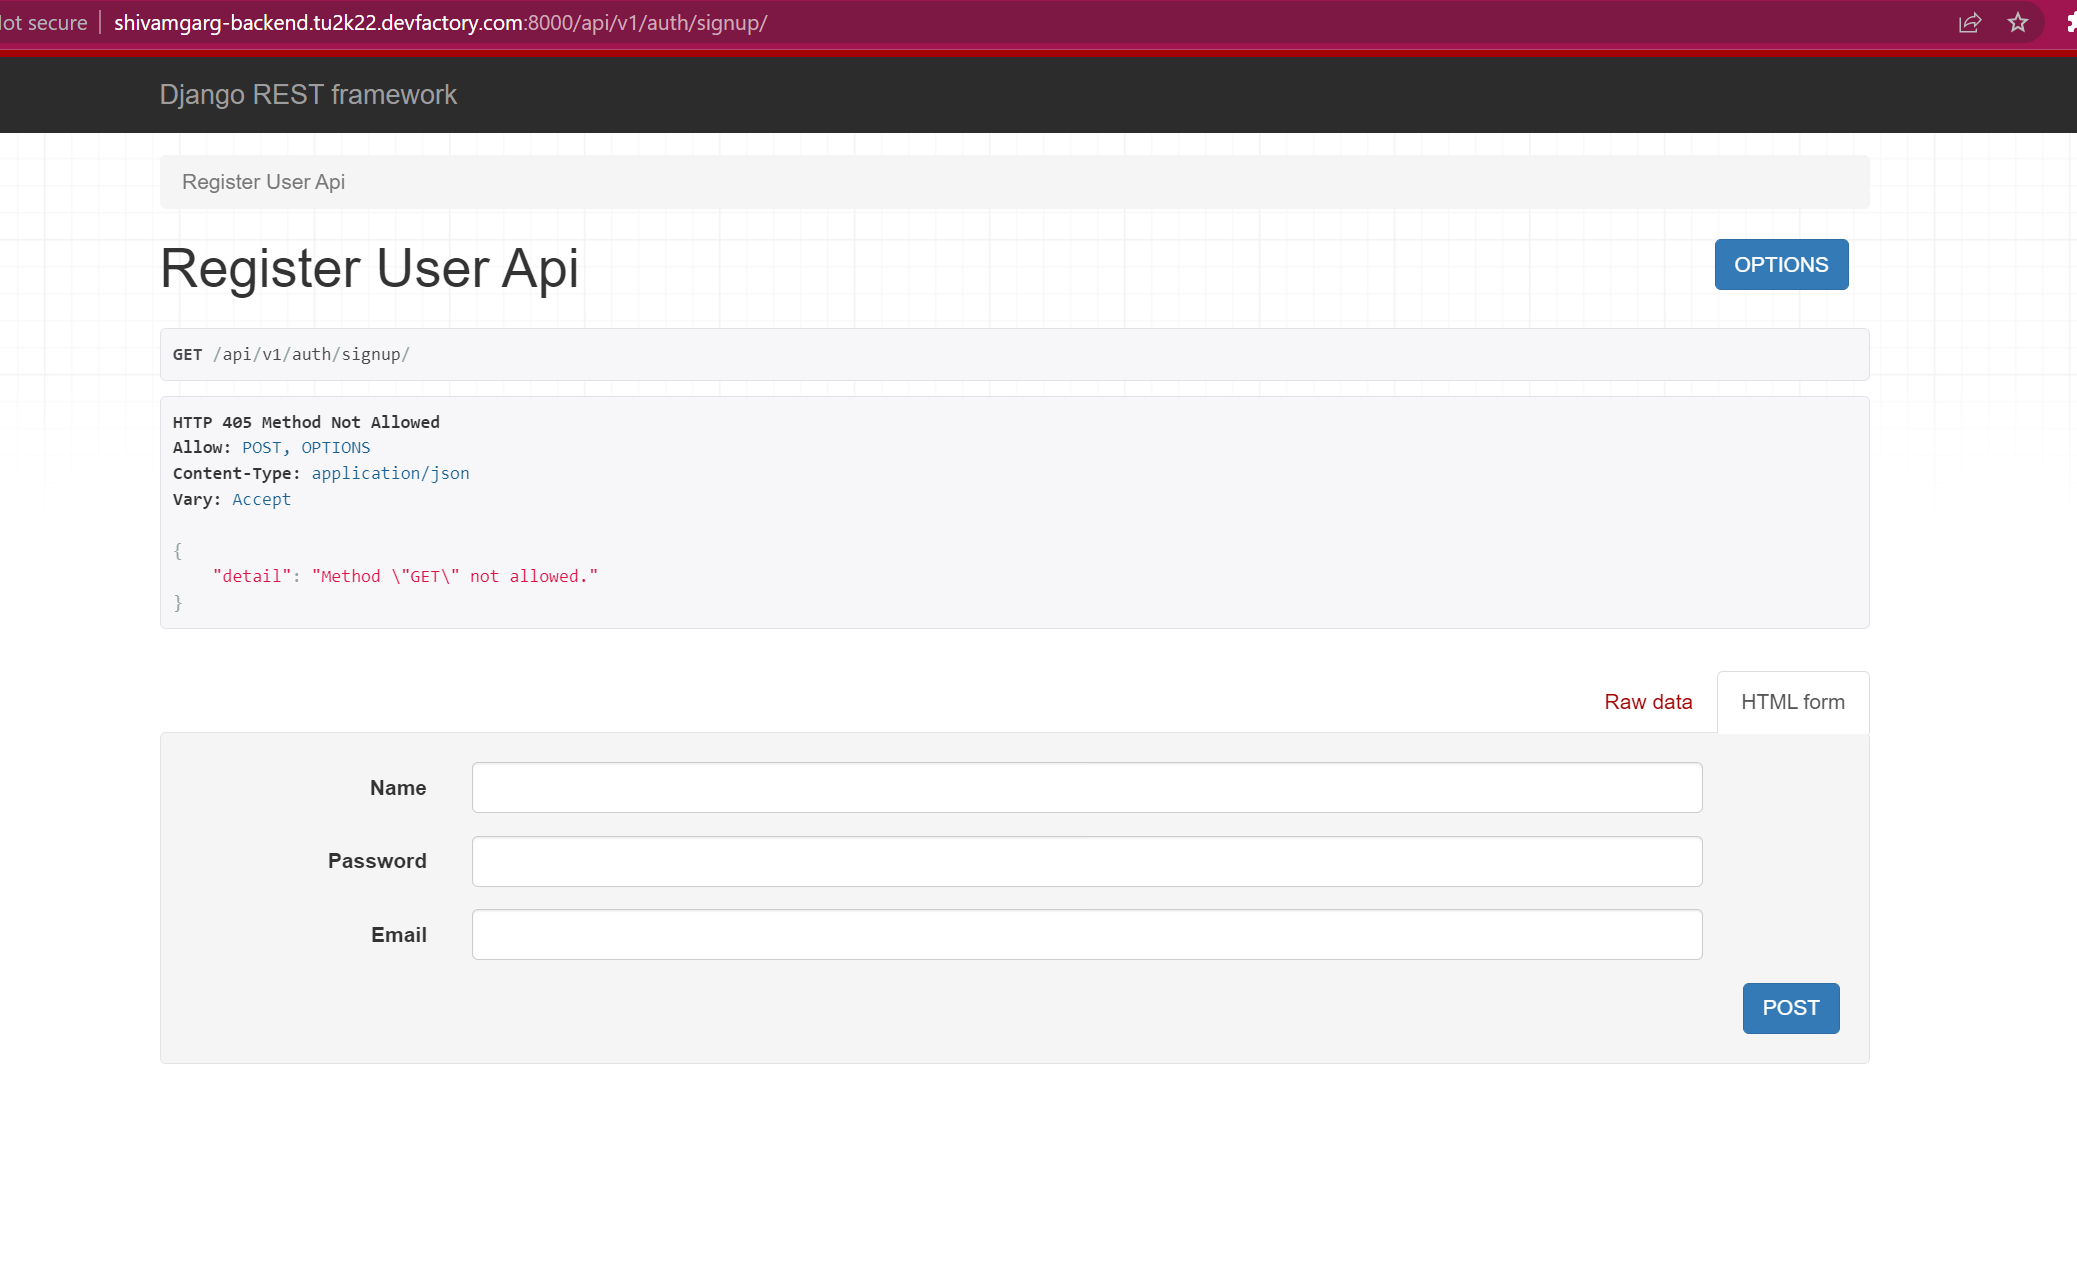 ot secure | shivamgarg-backend.tu2k22.devfactory.com:8000/api/v1/auth/signup/
Django REST framework
Register User Api
Register User Api
OPTIONS
GET /api/v1/auth/signup/
HTTP 405 Method Not Allowed
Allow: POST, OPTIONS
Content-Type: application/json
Vary: Accept
{
"detail": "Method \"GET\" not allowed."
}
Raw data
HTML form
Name
Password
Email
POST